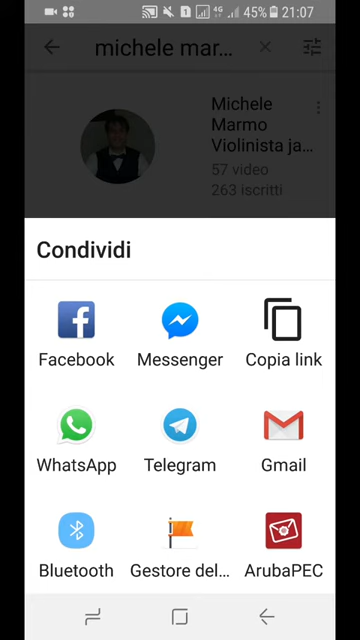 45% 21:07
michele mar...
Michele
Marmo
Violinista ja...
57 video
263 iscritti
Condividi
Facebook Messenger Copia link
WhatsApp Telegram Gmail
Bluetooth Gestore del... ArubaPEC